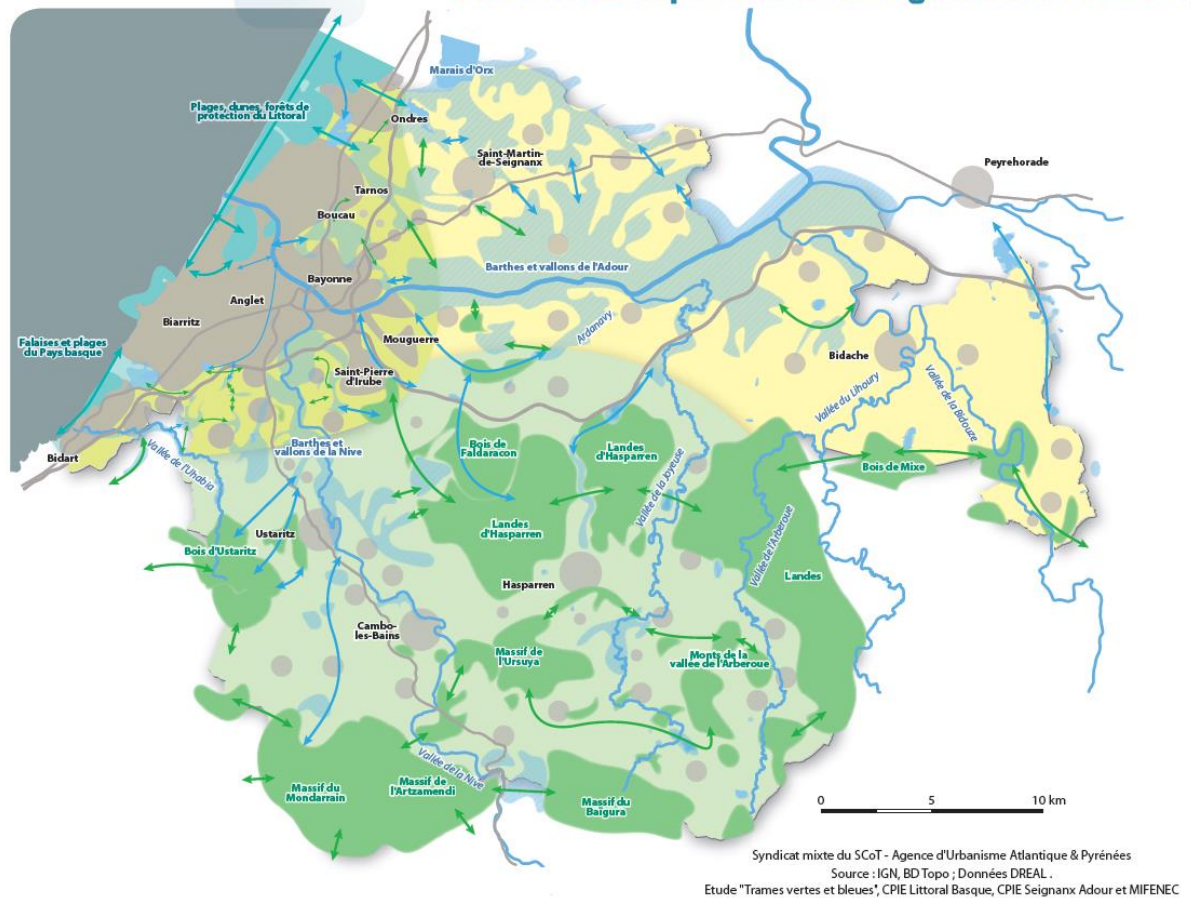 Marais d'Orx
Plages, dunes, forêts de
protection du Littoral
Ondres
Saint-Martin-
de-Seignanx
Peyrehorade
Tarnos
Boucau
Barthes et vallons de l'Adour
Bayonne
Anglet
Biarritz
Ardanavy
Mouguerre
Falaises et plages
du Pays basque
Bidache
Saint-Pierre
d'Irube
Vallée du Lihoury
Vallée de la Bidouze
Barthes et
vallons de la Nive
Bois de
Faldaracon
Landes
d'Hasparren
Bidart
Vallée de l'Uhabia
Bois de Mixe
Vallée de la Joyeuse
Landes
d'Hasparren
Ustaritz
Vallée de l'Arberoue
Bois d'Ustaritz
Landes
Hasparren
Cambo-
les-Bains
Massif de
l'Ursuya
Monts de la
vallée de l'Arberoue
Vallée de la Nive
Massif du
Mondarrain
Massif de
l'Artzamendi
Massif du
Baïgura
0 5 10 km
Syndicat mixte du SCoT - Agence d'Urbanisme Atlantique & Pyrénées
Source : IGN, BD Topo ; Données DREAL .
Etude "Trames vertes et bleues", CPIE Littoral Basque, CPIE Seignanx Adour et MIFENEC